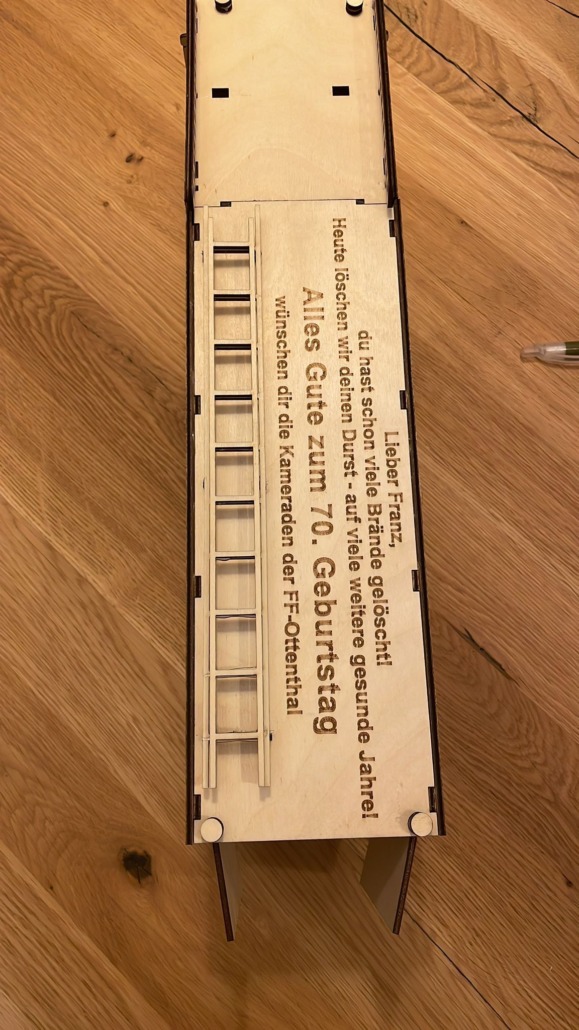 Lieber Franz,
du hast schon viele Brände gelöscht!
Heute löschen wir deinen Durst - auf viele weitere gesunde Jahre!
Alles Gute zum 70. Geburtstag
wünschen dir die Kameraden der FF-Ottenthal